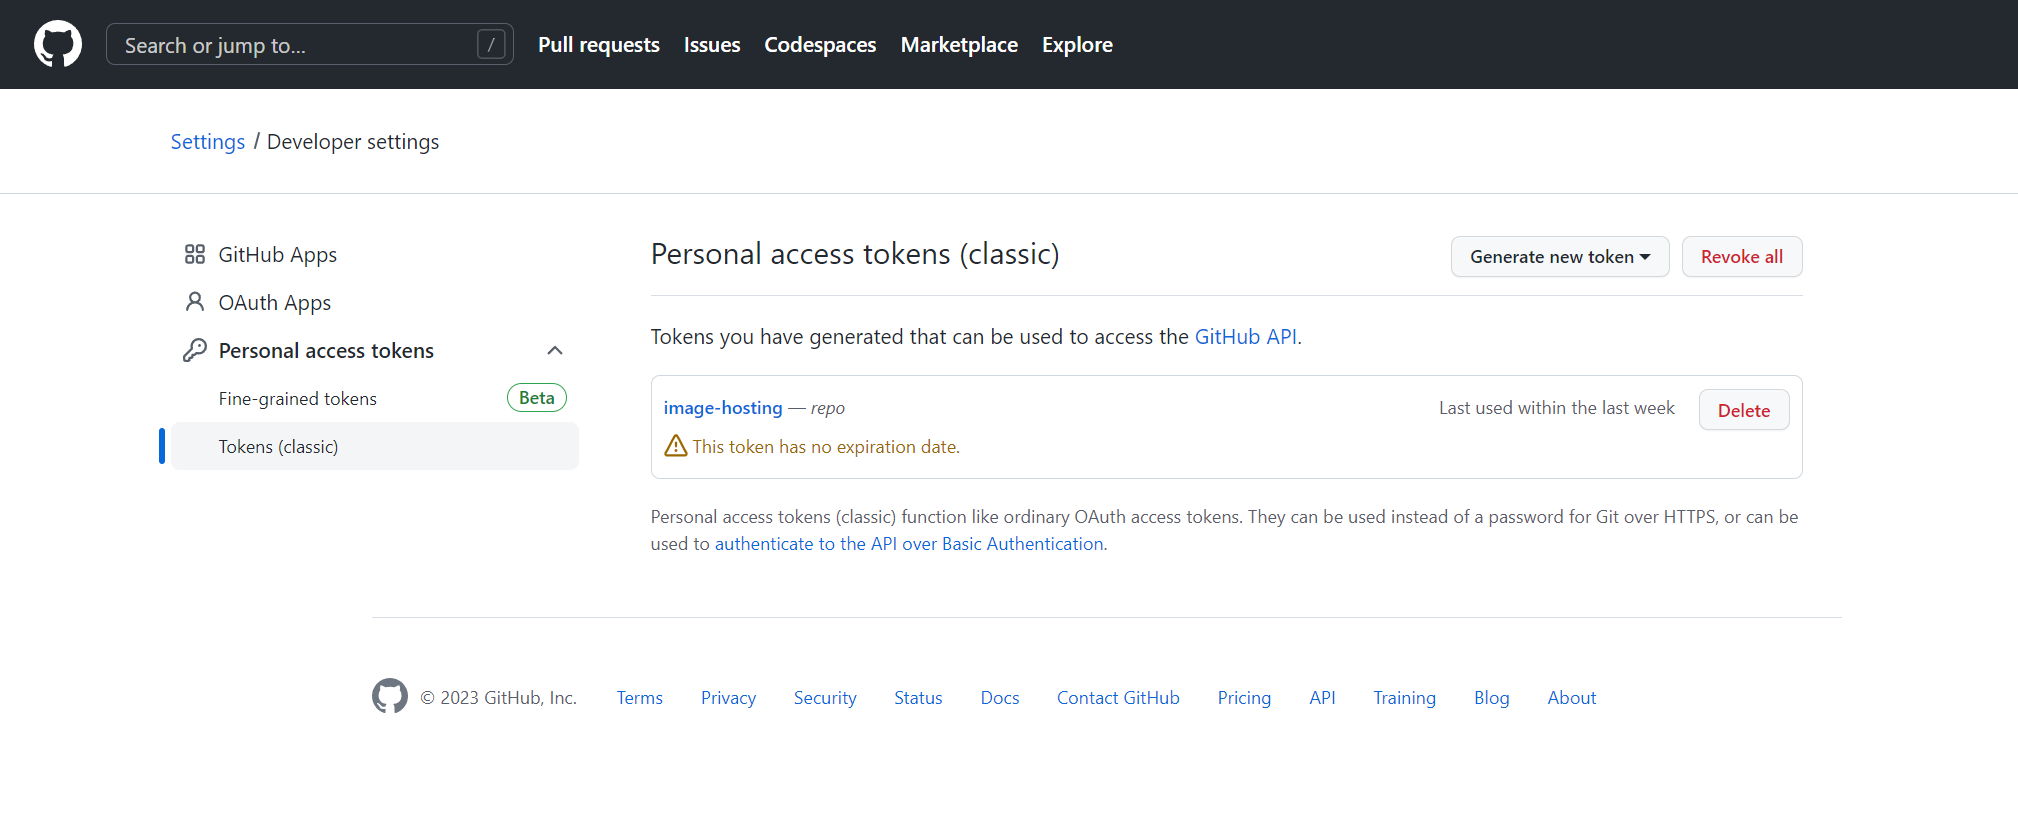 Search or jump to... /
Pull requests Issues Codespaces Marketplace Explore
Settings / Developer settings
GitHub Apps
OAuth Apps
Personal access tokens
Fine-grained tokens Beta
Tokens (classic)
Personal access tokens (classic)
Generate new token Revoke all
Tokens you have generated that can be used to access the GitHub API.
image-hosting — repo Last used within the last week Delete
This token has no expiration date.
Personal access tokens (classic) function like ordinary OAuth access tokens. They can be used instead of a password for Git over HTTPS, or can be
used to authenticate to the API over Basic Authentication.
© 2023 GitHub, Inc. Terms Privacy Security Status Docs Contact GitHub Pricing API Training Blog About